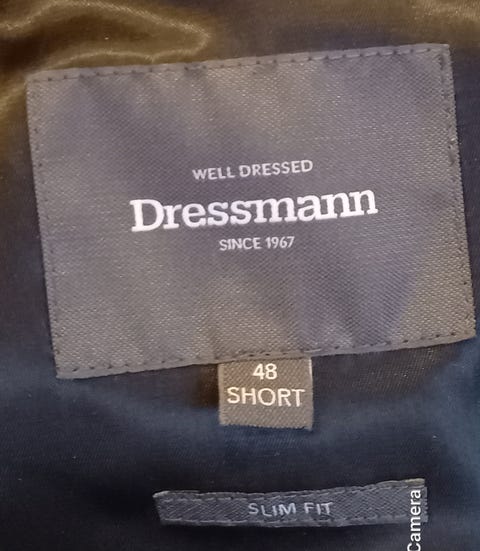 WELL DRESSED
Dressmann
SINCE 1967
48
SHORT
SLIM FIT
Camera